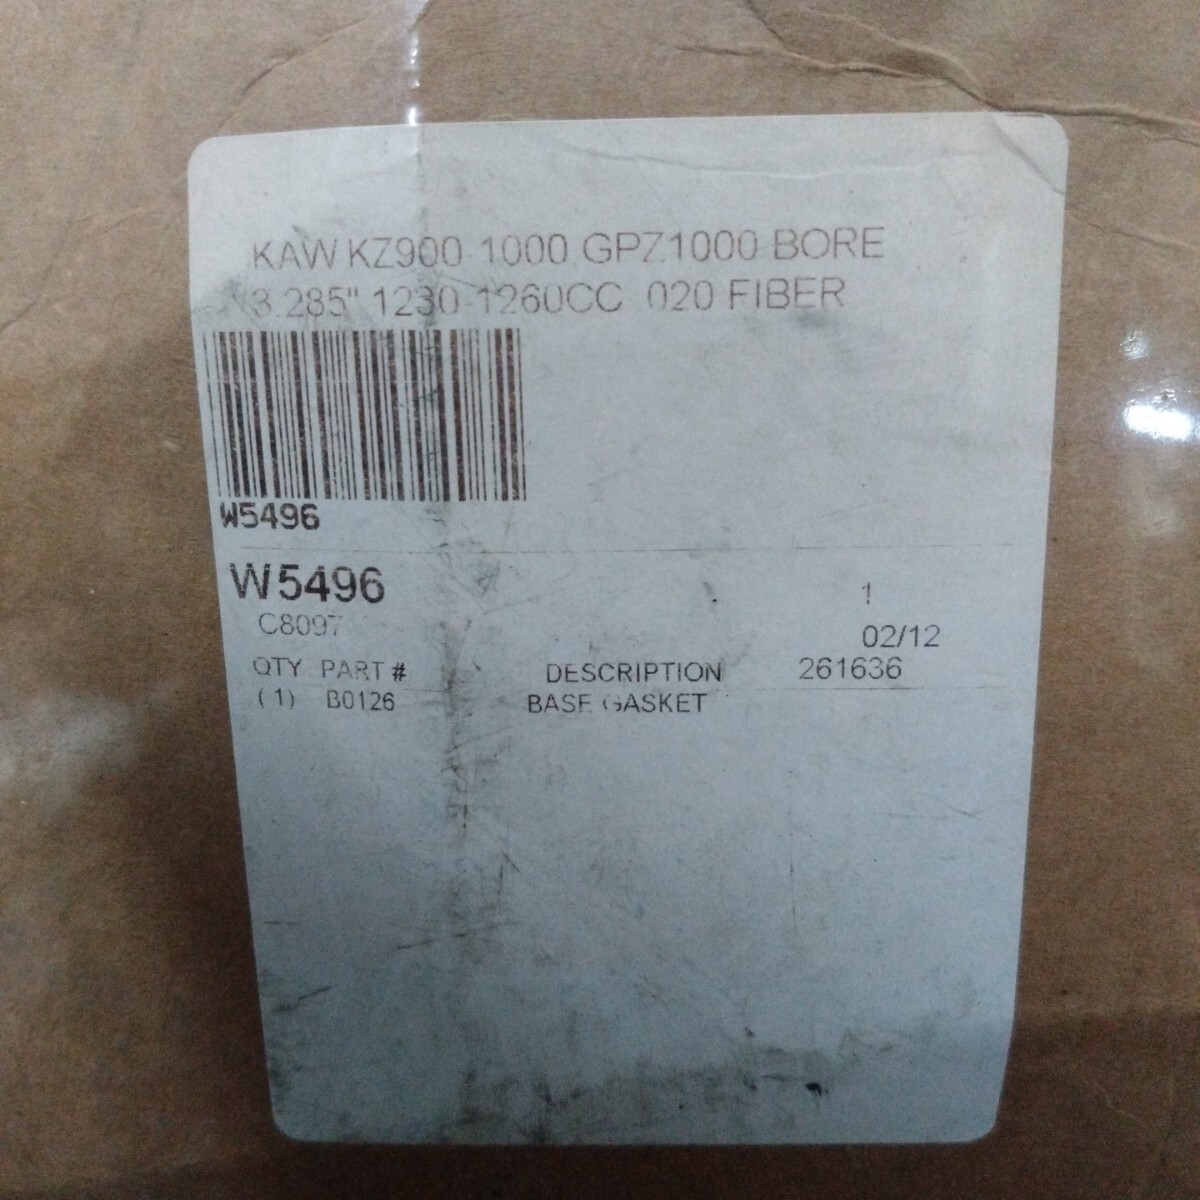 KAW KZ900-1000 GPZ1000 BORE
3.285" 1230-1260CC .020 FIBER
W5496
W5496
1
C8097
02/12
QTY PART # DESCRIPTION 261636
(1) B0126 BASE GASKET